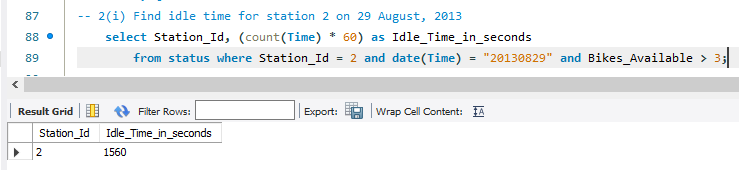 87 -- 2(i) Find idle time for station 2 on 29 August, 2013
88 select Station_Id, (count(Time) * 60) as Idle_Time_in_seconds
89 from status where Station_Id = 2 and date(Time) = "20130829" and Bikes_Available > 3;
Result Grid Filter Rows: Export: Wrap Cell Content: IA
Station_Id Idle_Time_in_seconds
2 1560